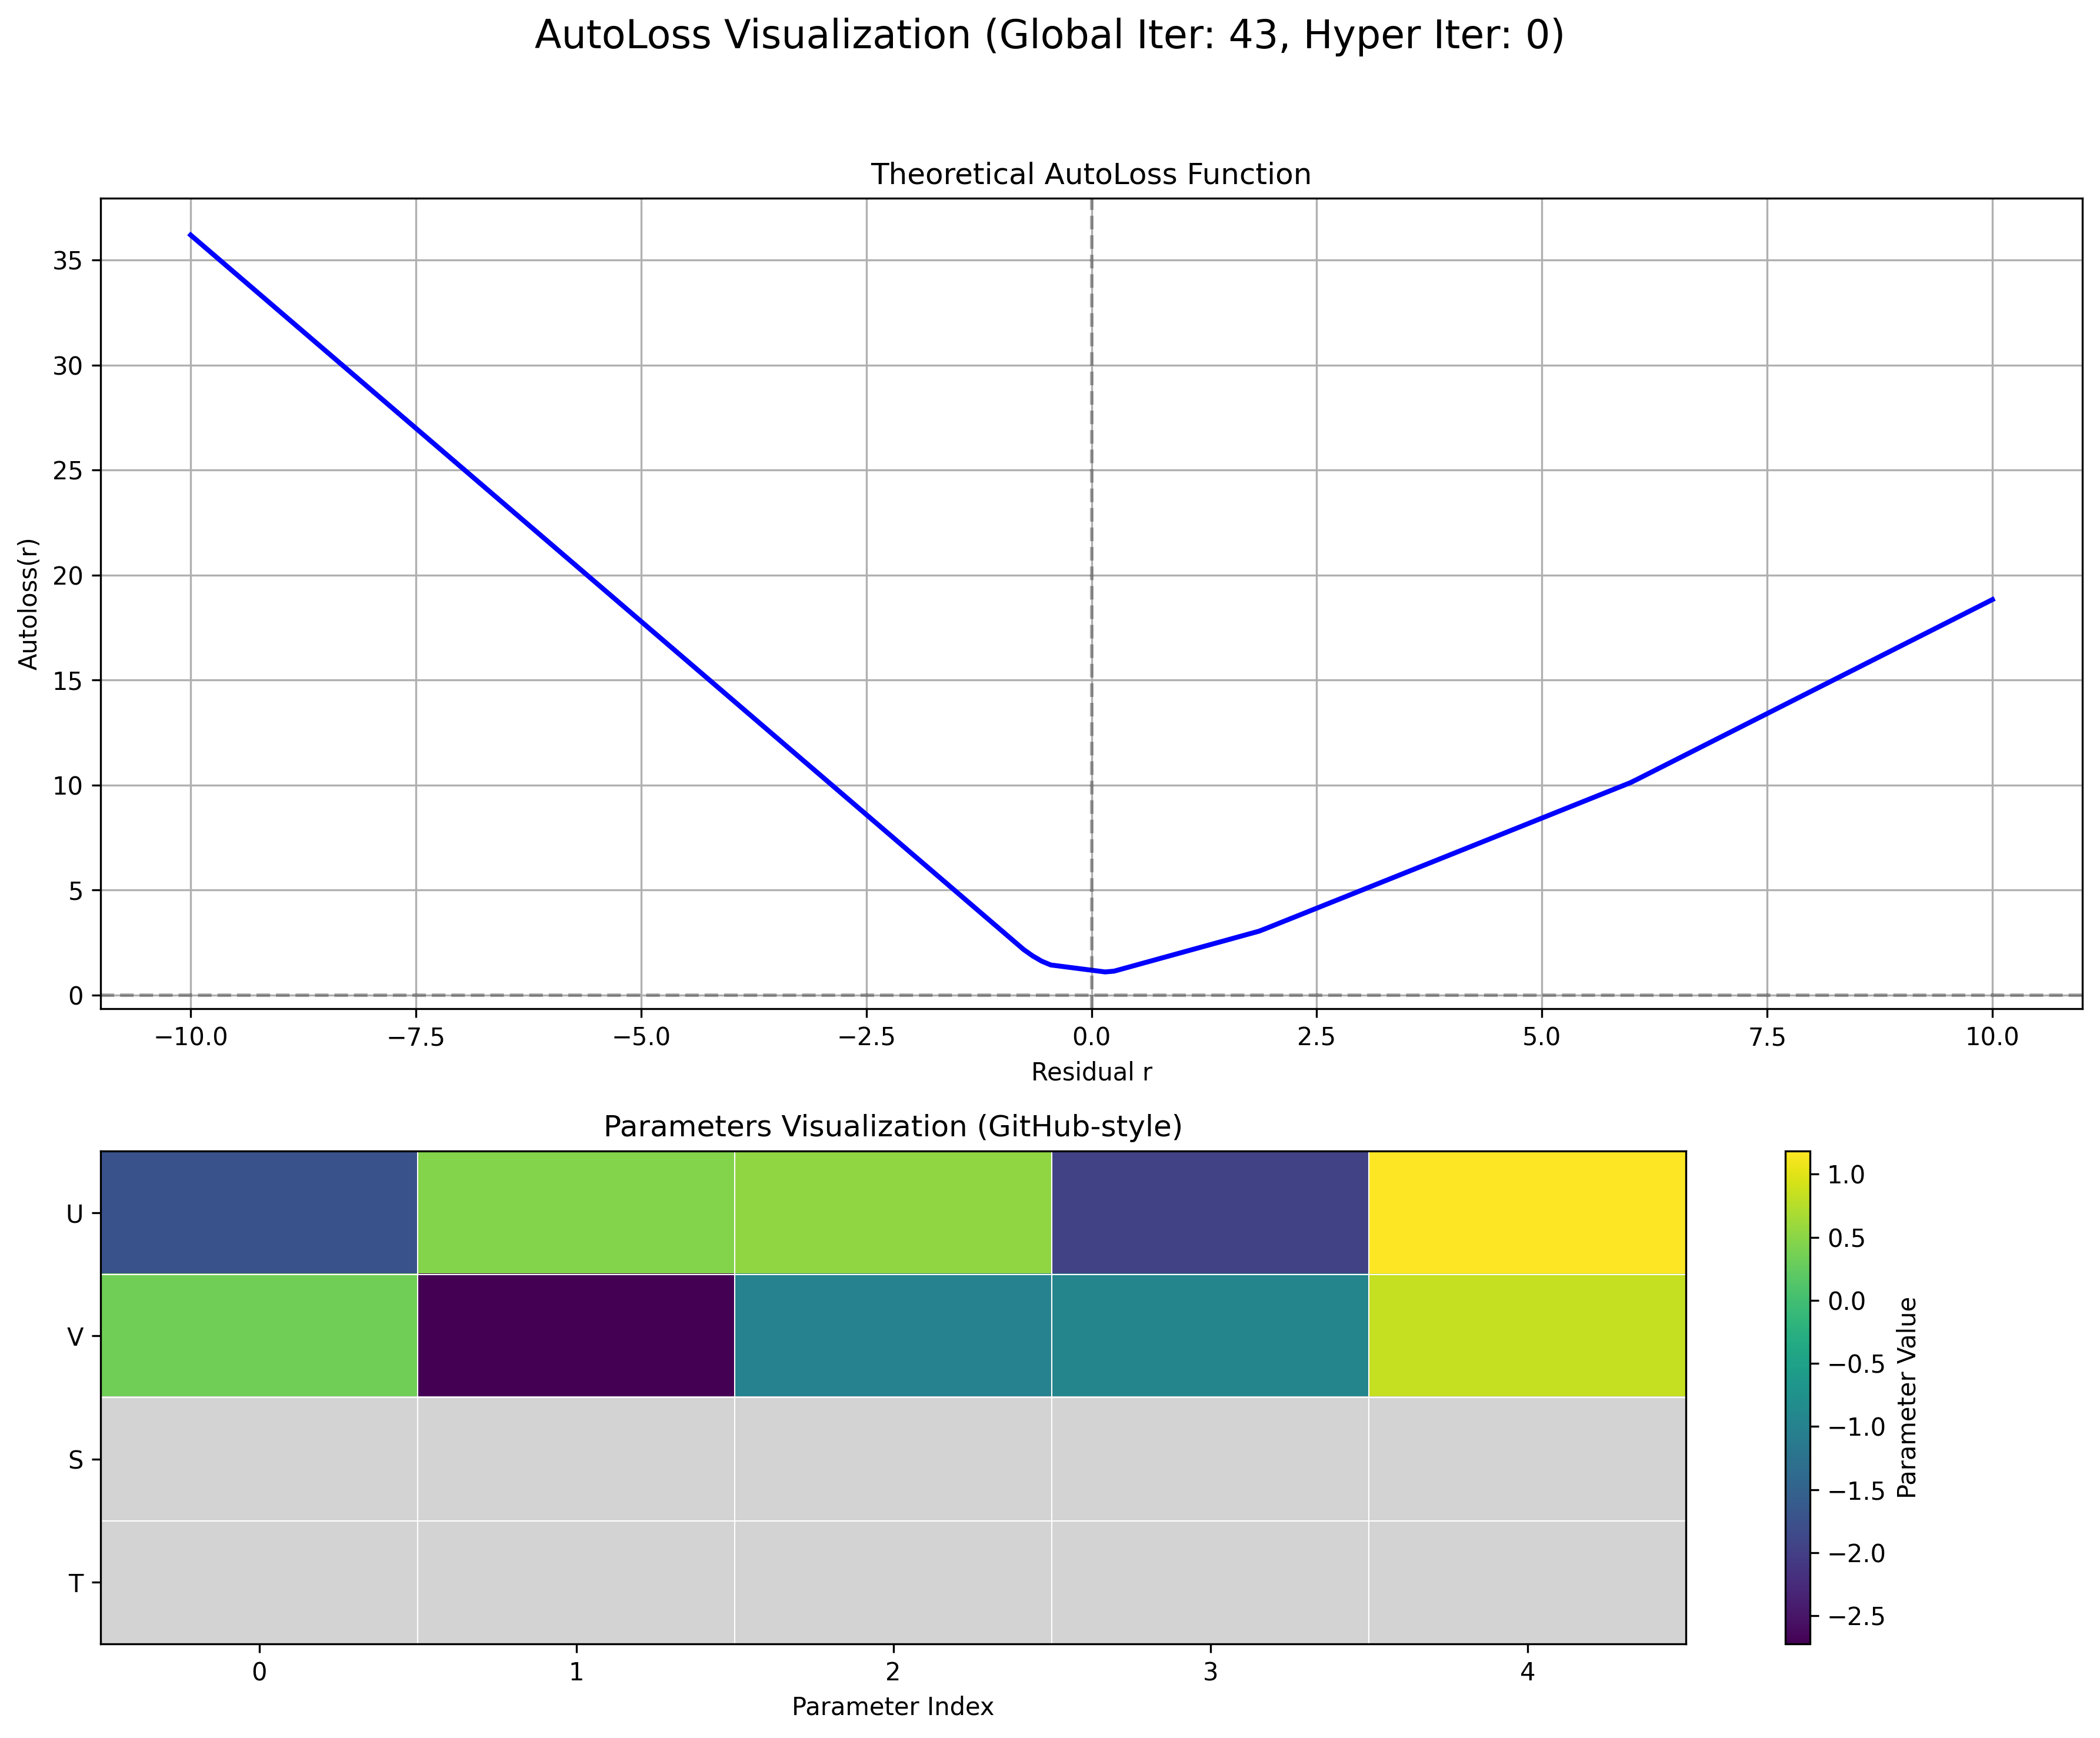 AutoLoss Visualization (Global Iter: 43, Hyper Iter: 0)
Theoretical AutoLoss Function
Autoloss(r)
35
30
25
20
15
10
5
0
−10.0 −7.5 −5.0 −2.5 0.0 2.5 5.0 7.5 10.0
Residual r
Parameters Visualization (GitHub-style)
U
V
S
T
0 1 2 3 4
Parameter Index
1.0
0.5
0.0
−0.5
−1.0
−1.5
−2.0
−2.5
Parameter Value